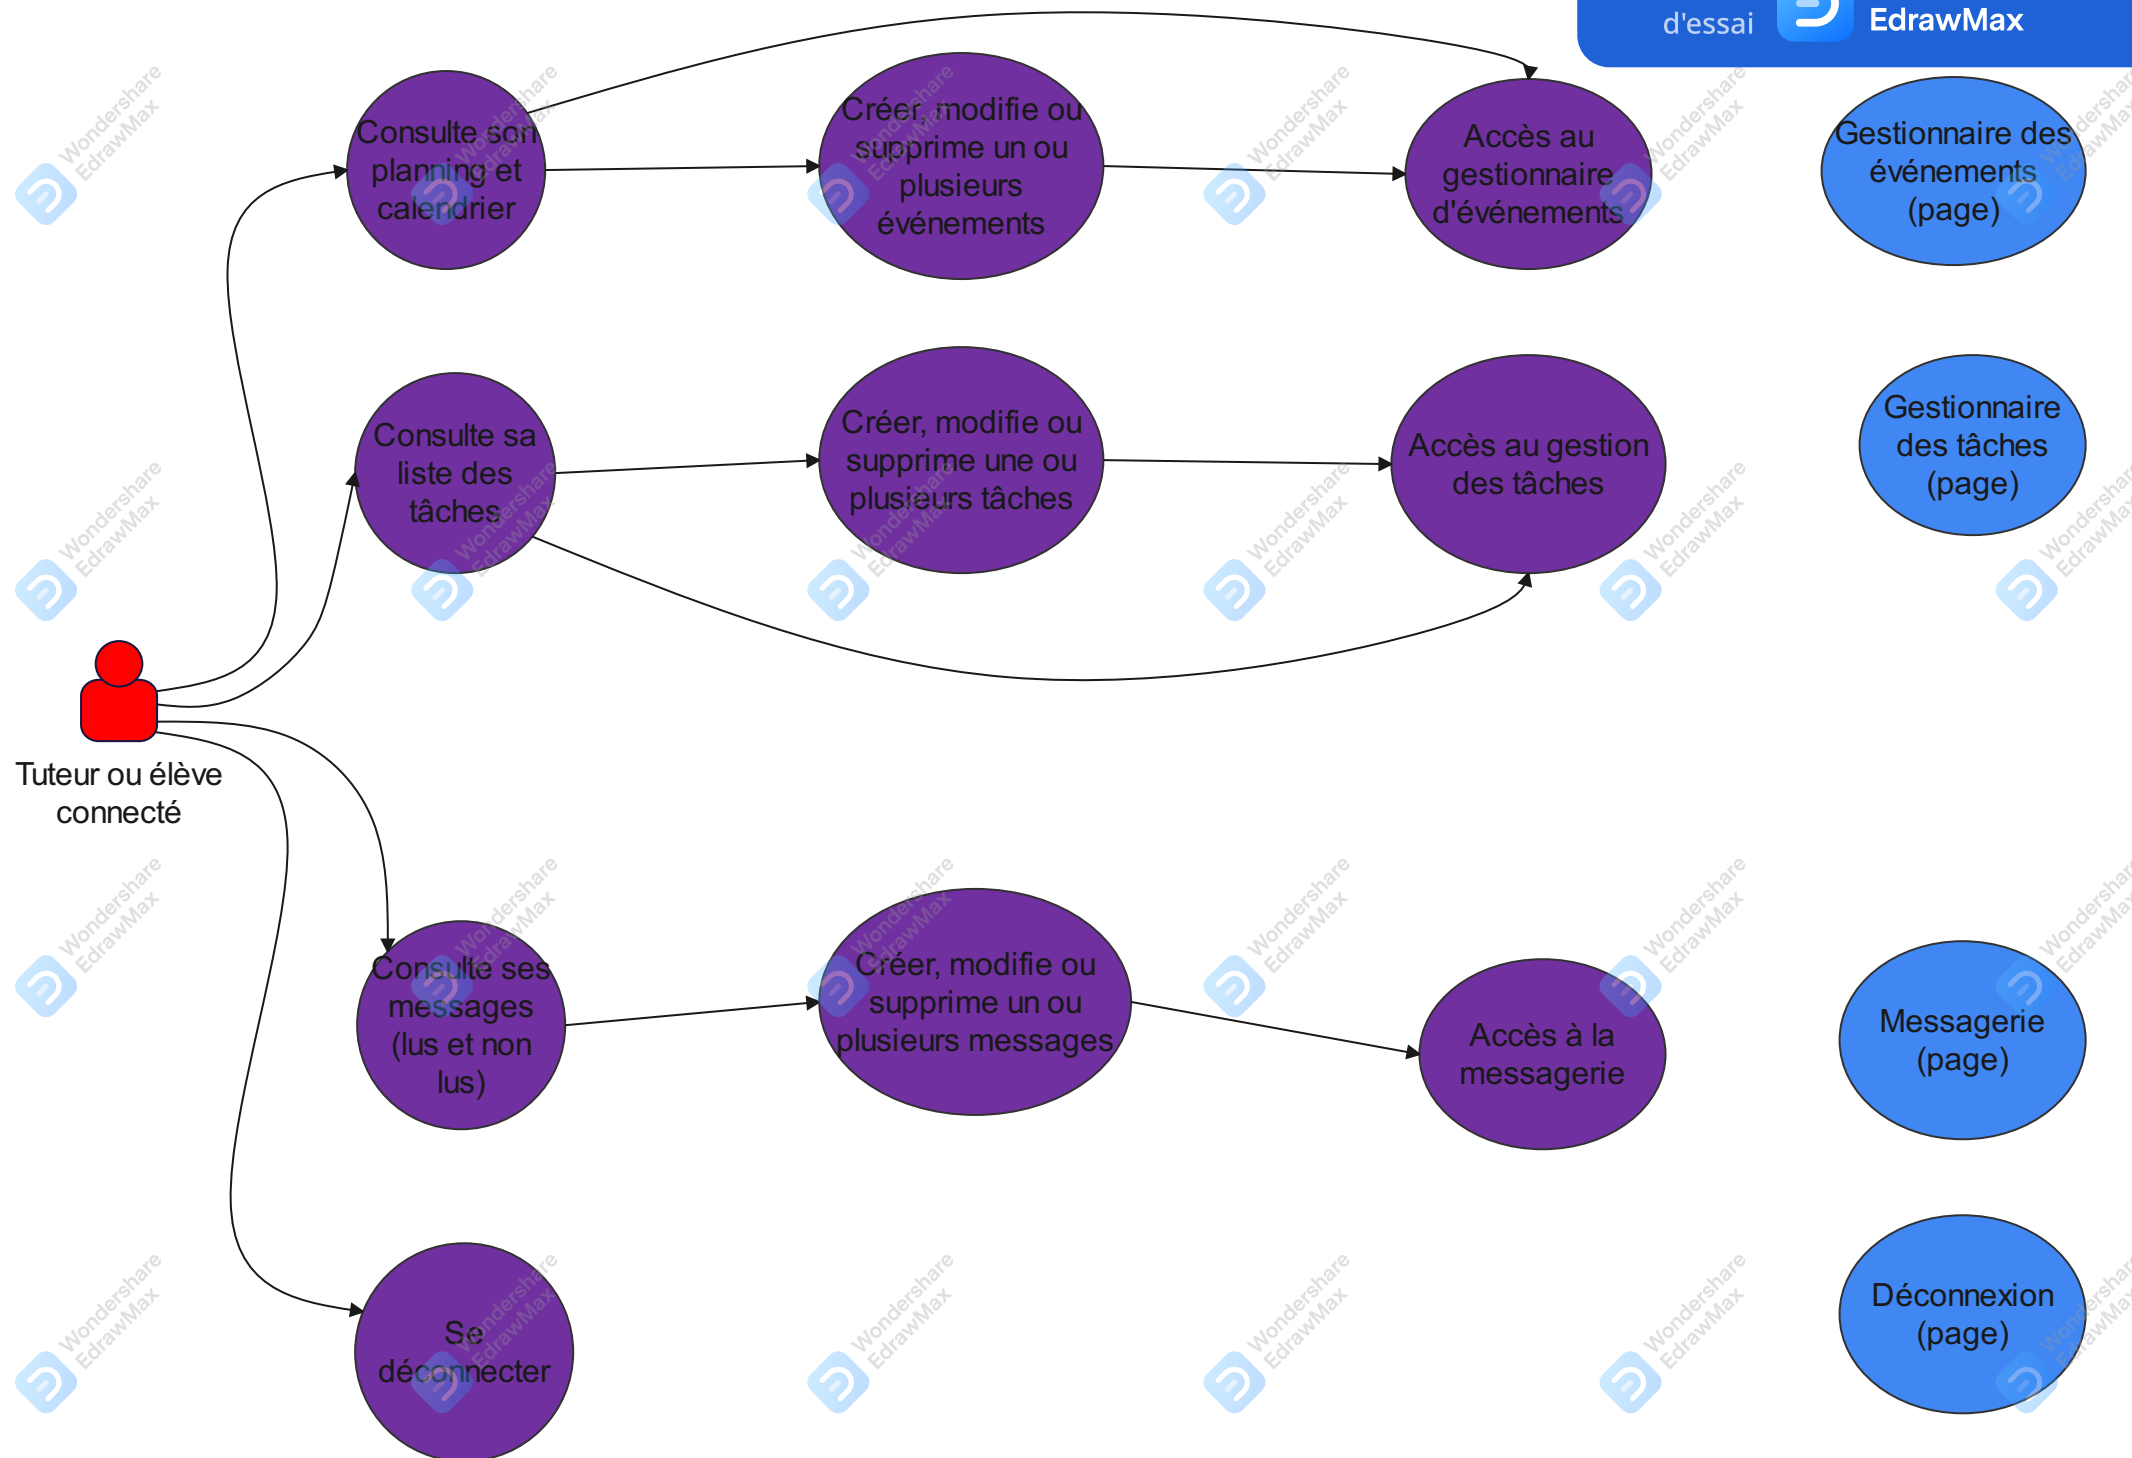 d'essai
EdrawMax
Consulte son
planning et
calendrier
Créer, modifie ou
supprime un ou
plusieurs
événements
Accès au
gestionnaire
d'événements
Gestionnaire des
événements
(page)
Consulte sa
liste des
tâches
Créer, modifie ou
supprime une ou
plusieurs tâches
Accès au gestion
des tâches
Gestionnaire
des tâches
(page)
Tuteur ou élève
connecté
Consulte ses
messages
(lus et non
lus)
Créer, modifie ou
supprime un ou
plusieurs messages
Accès à la
messagerie
Messagerie
(page)
Se
déconnecter
Déconnexion
(page)
Wondershare
EdrawMax